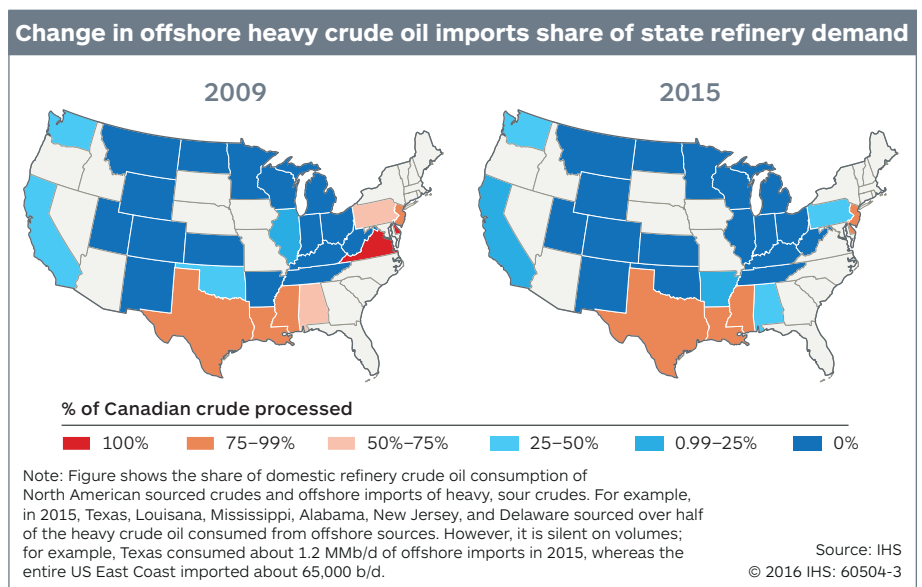 Change in offshore heavy crude oil imports share of state refinery demand
2009
2015
% of Canadian crude processed
100%
75–99%
50%–75%
25–50%
0.99–25%
0%
Note: Figure shows the share of domestic refinery crude oil consumption of
North American sourced crudes and offshore imports of heavy, sour crudes. For example,
in 2015, Texas, Louisana, Mississippi, Alabama, New Jersey, and Delaware sourced over half
of the heavy crude oil consumed from offshore sources. However, it is silent on volumes;
for example, Texas consumed about 1.2 MMb/d of offshore imports in 2015, whereas the
entire US East Coast imported about 65,000 b/d.
Source: IHS
© 2016 IHS: 60504-3